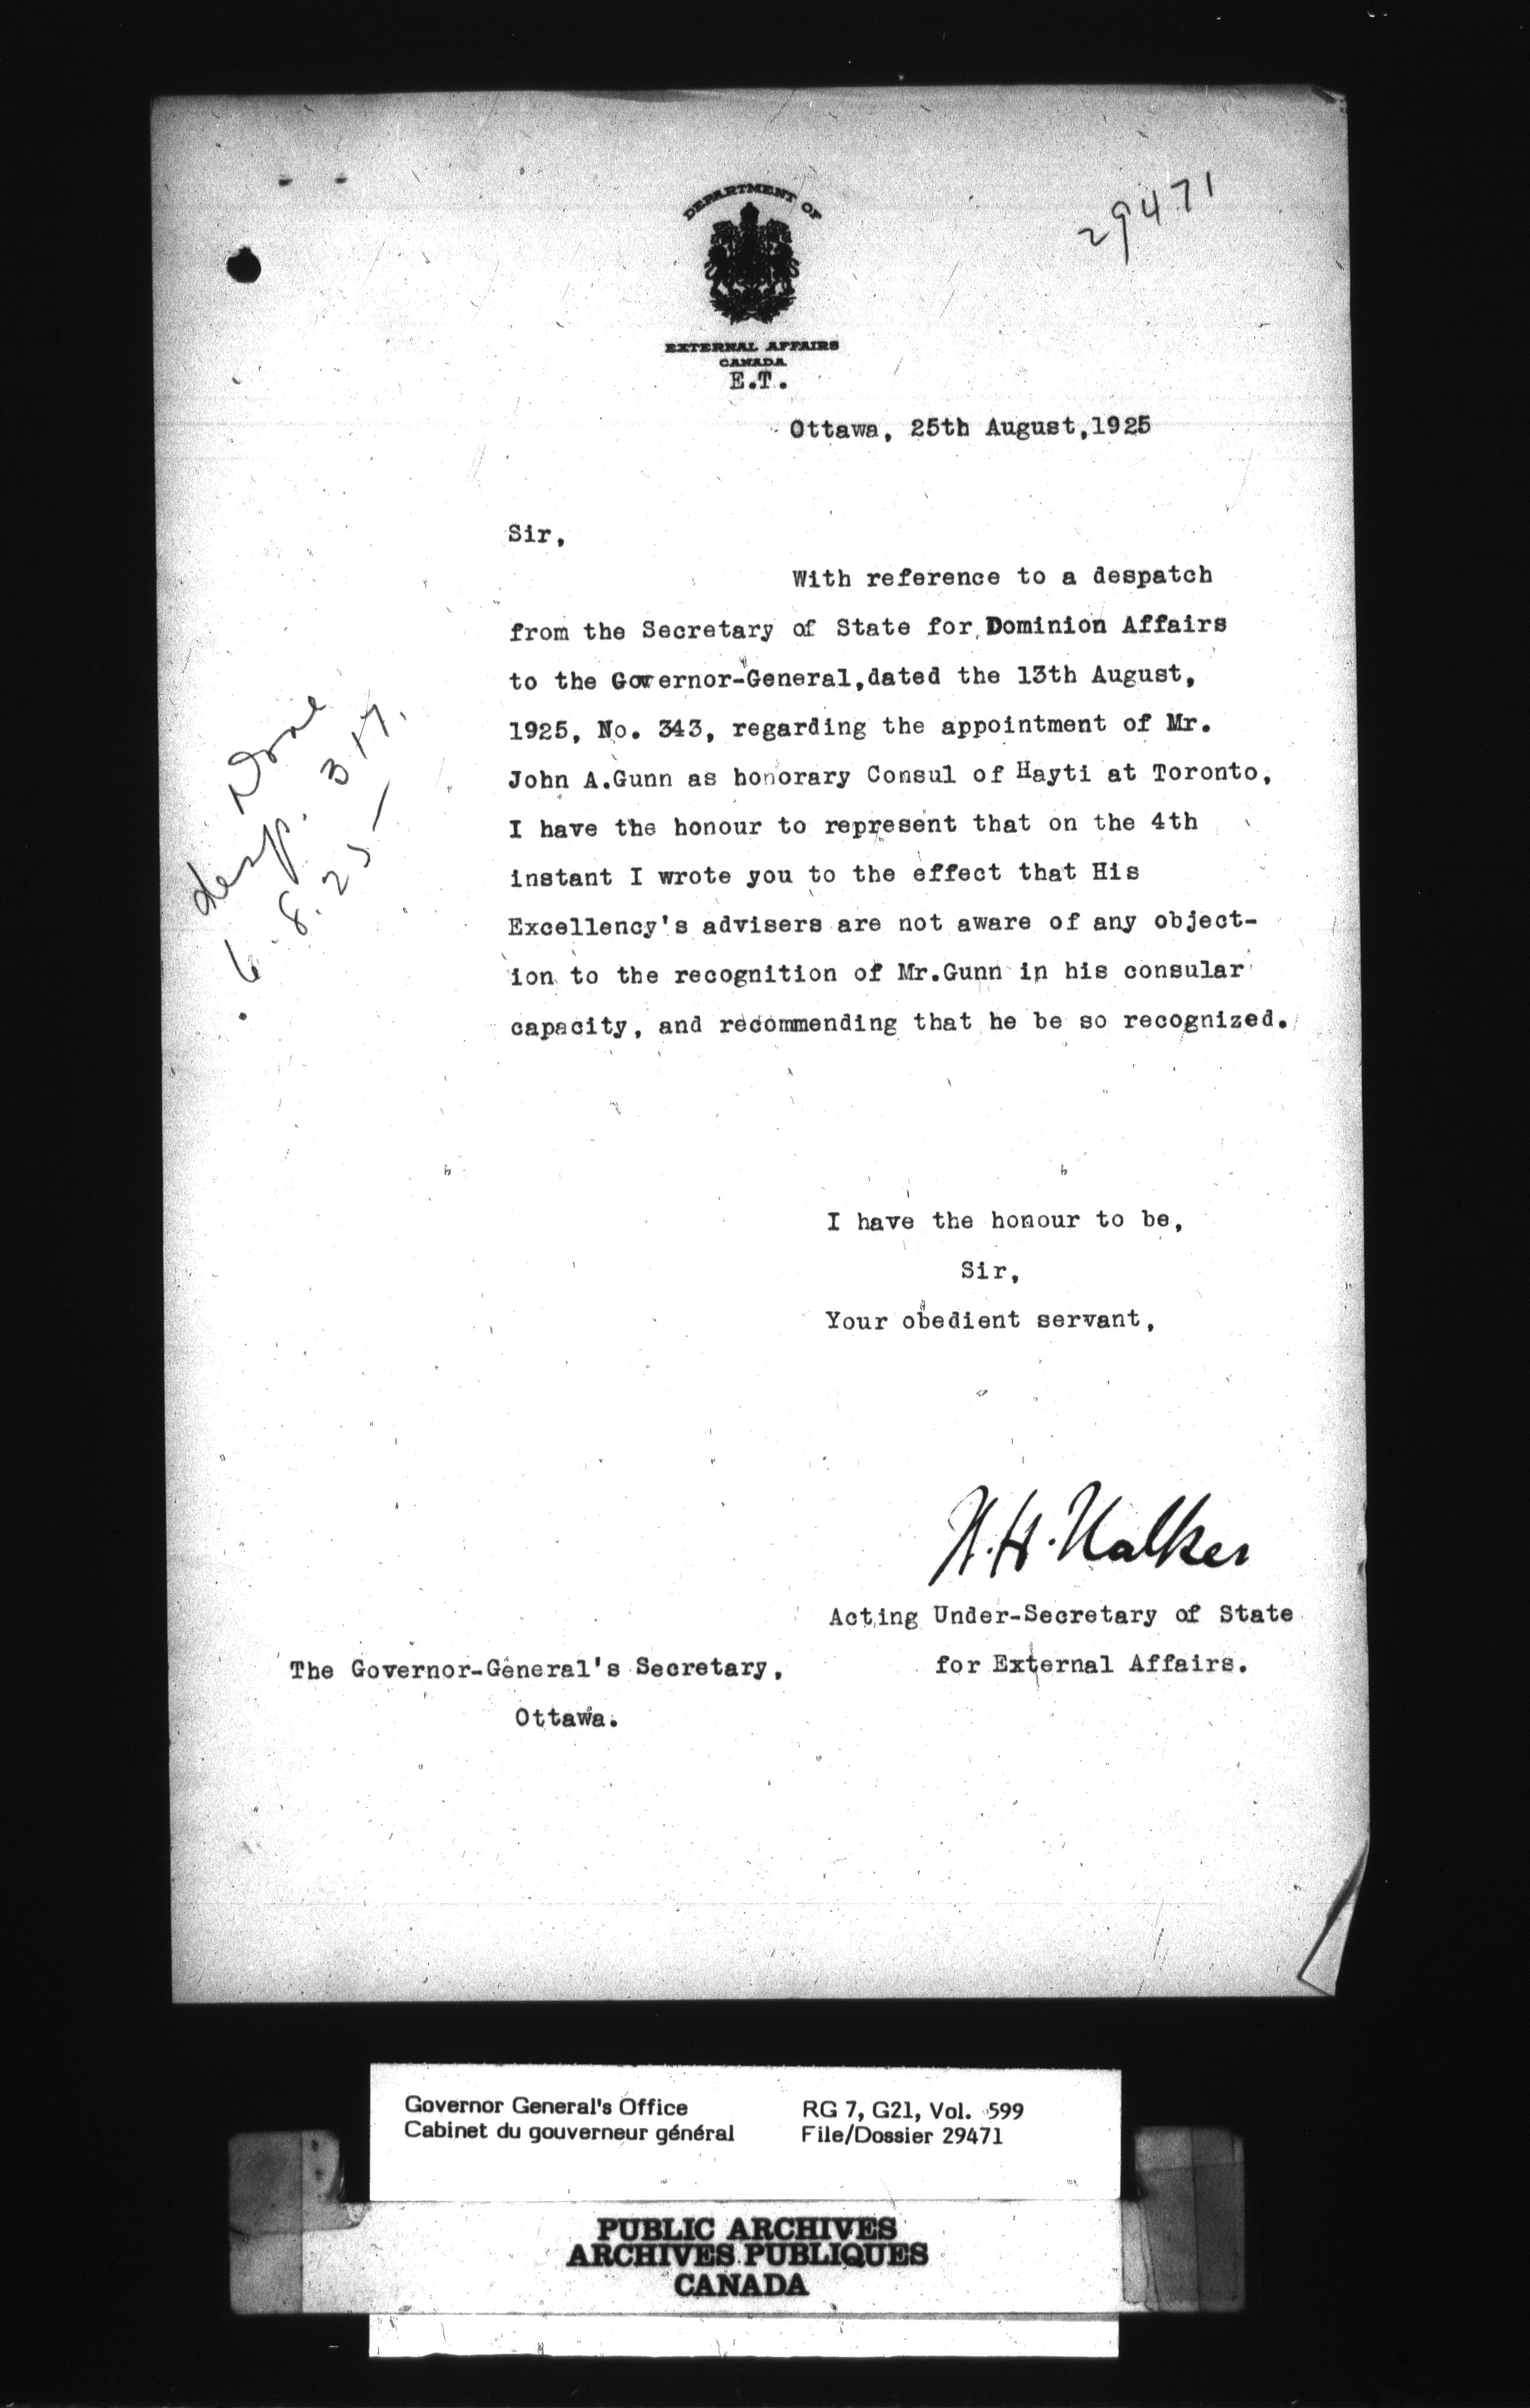 29471
DEPARTMENT OF
EXTERNAL AFFAIRS
CANADA
E.T.
Ottawa, 25th August,1925
Sir,
With reference to a despatch
from the Secretary of State for Dominion Affairs
to the Governor-General,dated the 13th August,
1925, No. 343, regarding the appointment of Mr.
John A.Gunn as honorary Consul of Hayti at Toronto,
I have the honour to represent that on the 4th
instant I wrote you to the effect that His
Excellency's advisers are not aware of any object-
ion to the recognition of Mr.Gunn in his consular
capacity, and recommending that he be so recognized.
Done
desp. 317.
6.8.25
I have the honour to be,
Sir,
Your obedient servant,
W.H.Walker
Acting Under-Secretary of State
for External Affairs.
The Governor-General's Secretary,
Ottawa.
Governor General's Office
Cabinet du gouverneur général
RG 7, G21, Vol. 599
File/Dossier 29471
PUBLIC ARCHIVES
ARCHIVES PUBLIQUES
CANADA